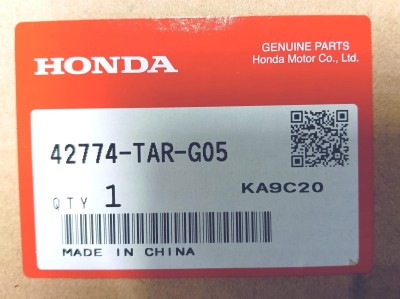 HONDA
GENUINE PARTS
Honda Motor Co., Ltd.
42774-TAR-G05
QTY 1
KA9C20
MADE IN CHINA